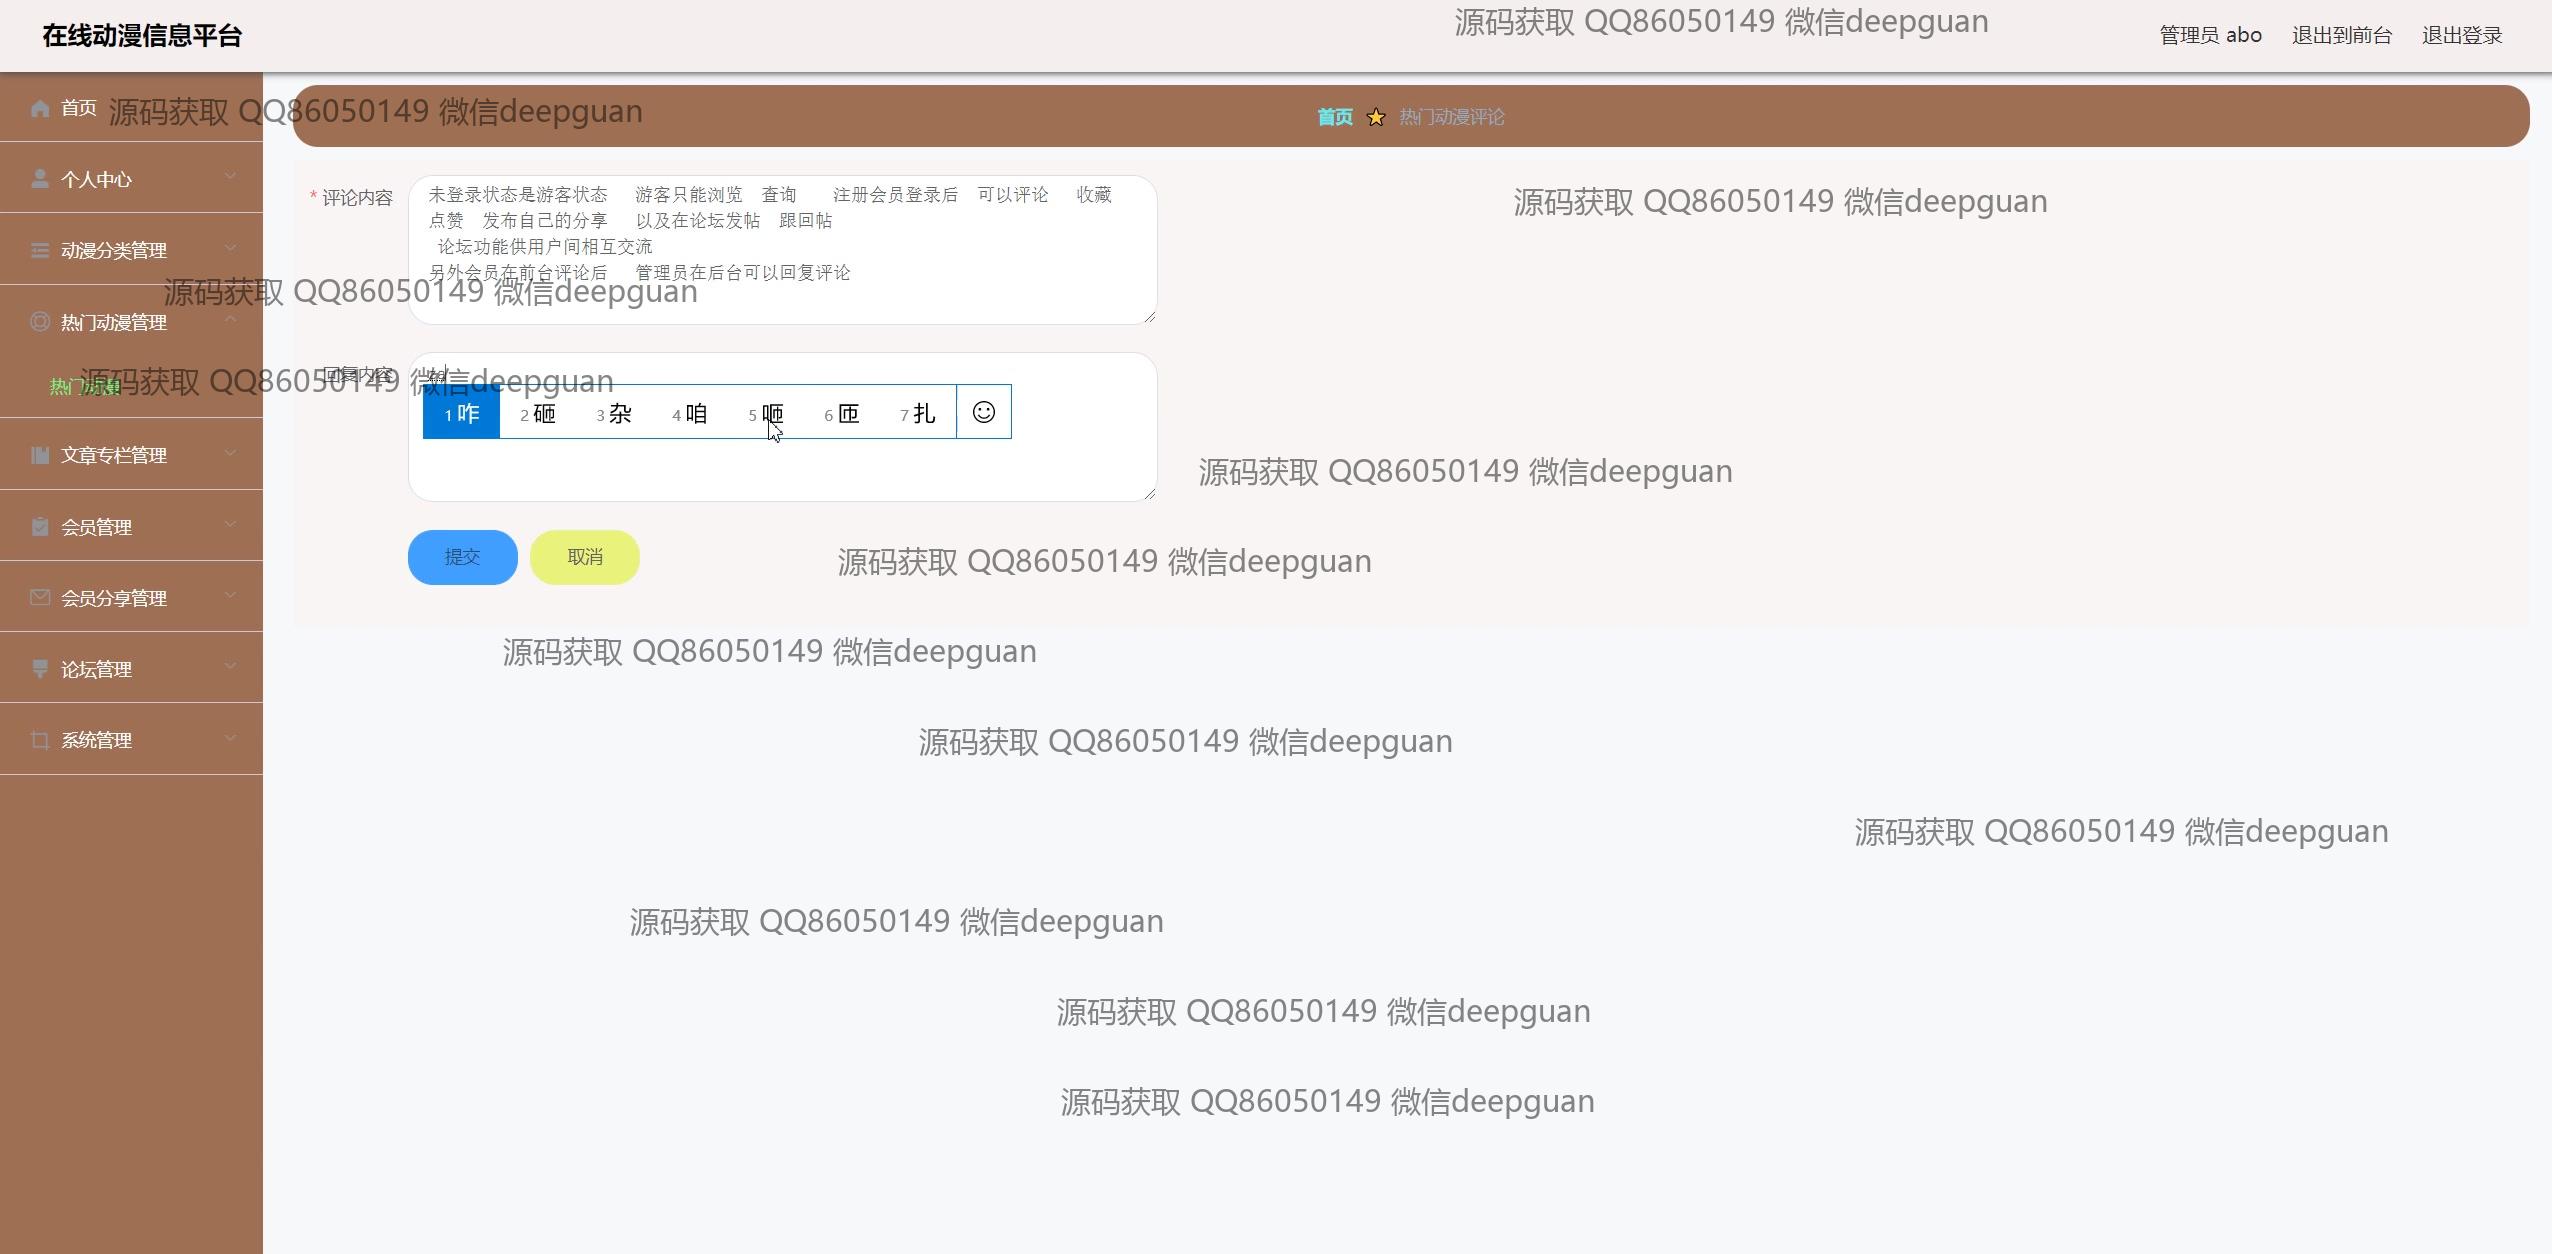 在线动漫信息平台
源码获取 QQ86050149 微信deepguan
管理员 abo 退出到前台 退出登录
首页
源码获取 QQ86050149 微信deepguan
首页 热门动漫评论
个人中心
* 评论内容
未登录状态是游客状态 游客只能浏览 查询 注册会员登录后 可以评论 收藏
点赞 发布自己的分享 以及在论坛发帖 跟回帖
论坛功能供用户间相互交流
另外会员在前台评论后 管理员在后台可以回复评论
源码获取 QQ86050149 微信deepguan
动漫分类管理
源码获取 QQ86050149 微信deepguan
热门动漫管理
回复内容
热门动漫
源码获取 QQ86050149 微信deepguan
1 咋 2 砸 3 杂 4 咱 5 咂 6 匝 7 扎
文章专栏管理
源码获取 QQ86050149 微信deepguan
会员管理
提交 取消
源码获取 QQ86050149 微信deepguan
会员分享管理
源码获取 QQ86050149 微信deepguan
论坛管理
系统管理
源码获取 QQ86050149 微信deepguan
源码获取 QQ86050149 微信deepguan
源码获取 QQ86050149 微信deepguan
源码获取 QQ86050149 微信deepguan
源码获取 QQ86050149 微信deepguan